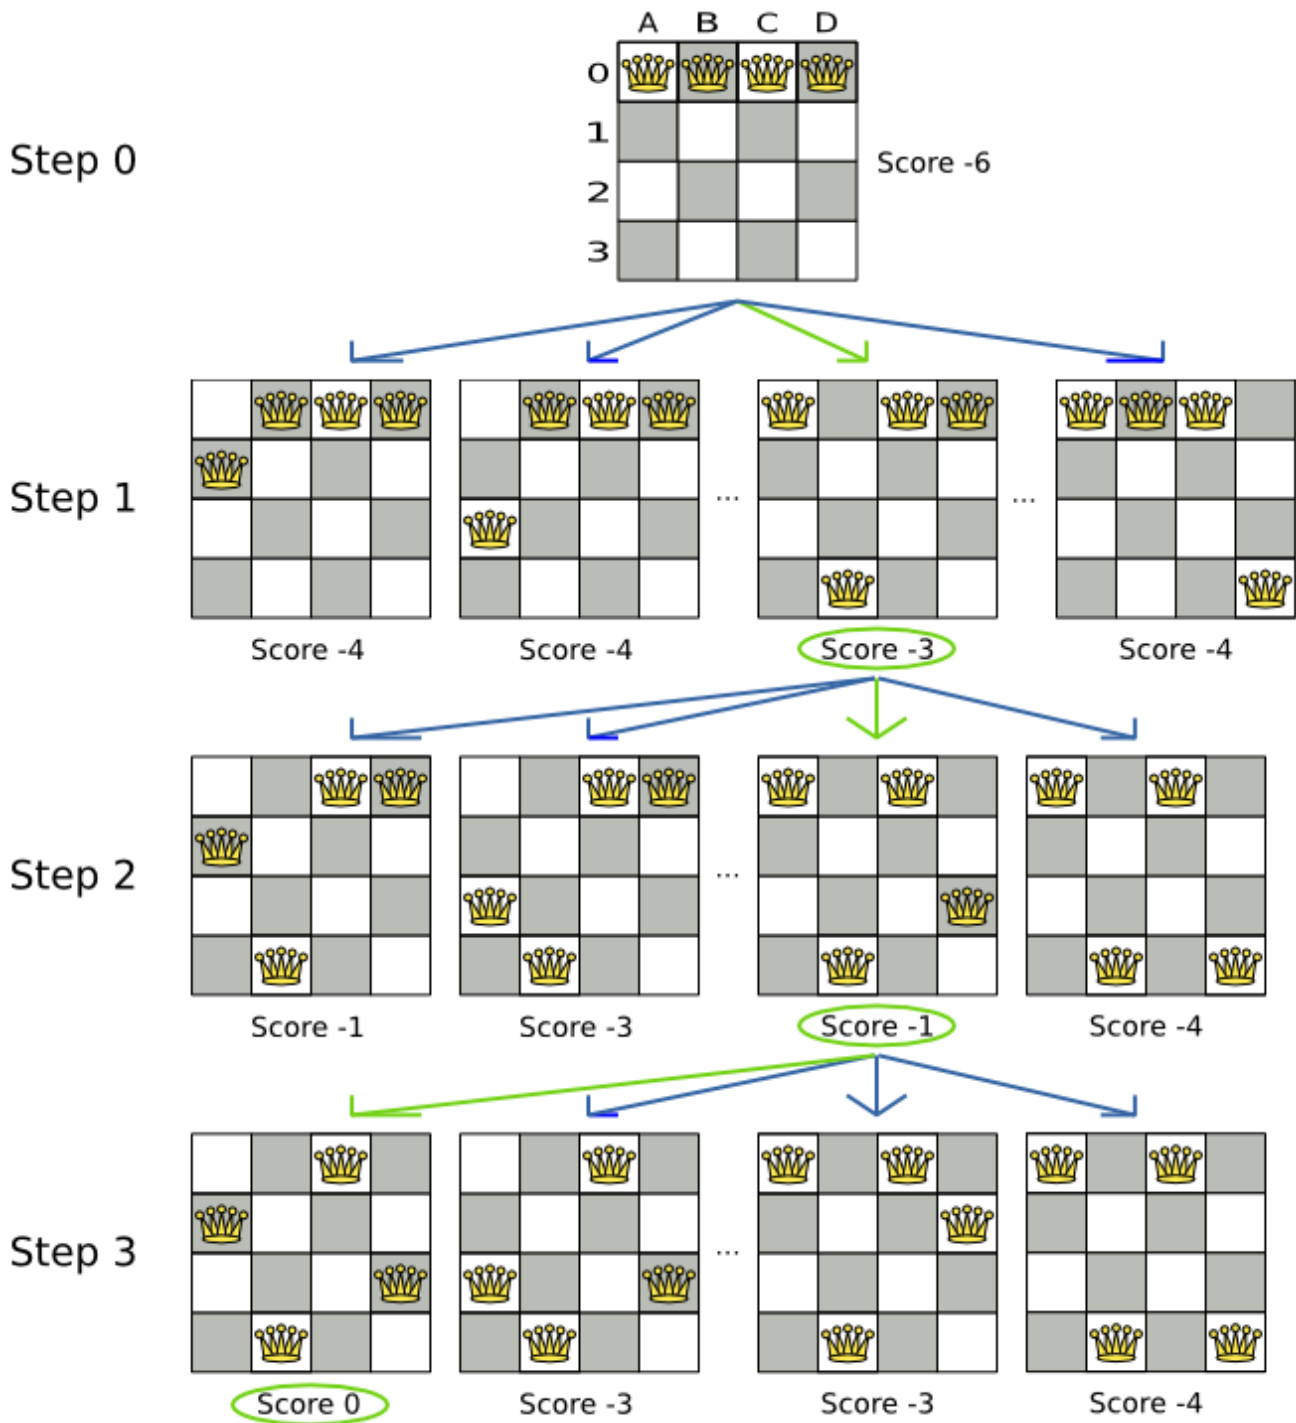 A B C D
0
1
Step 0
Score -6
2
3
Step 1
...
...
Score -4
Score -4
Score -3
Score -4
Step 2
...
Score -1
Score -3
Score -1
Score -4
Step 3
...
Score 0
Score -3
Score -3
Score -4